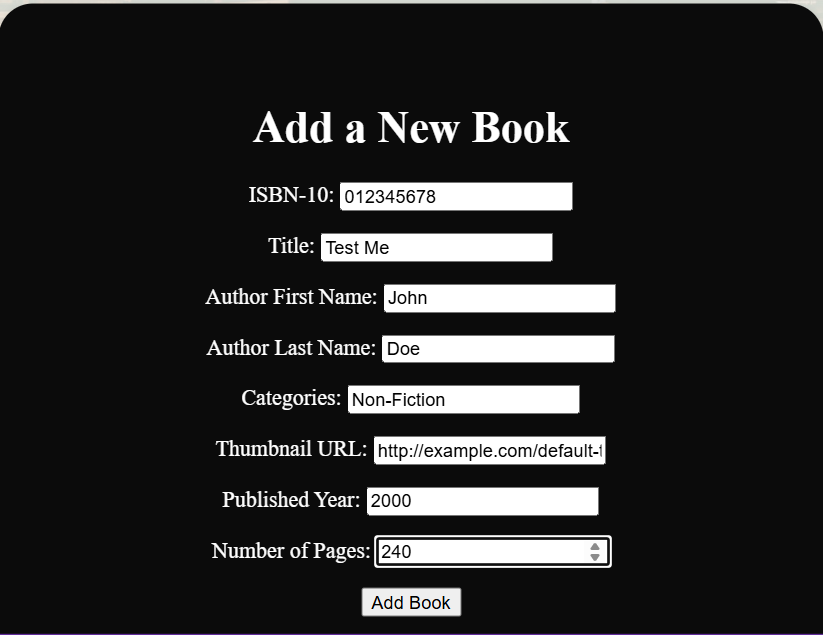 Add a New Book
ISBN-10: 012345678
Title: Test Me
Author First Name: John
Author Last Name: Doe
Categories: Non-Fiction
Thumbnail URL: http://example.com/default-
Published Year: 2000
Number of Pages: 240
Add Book